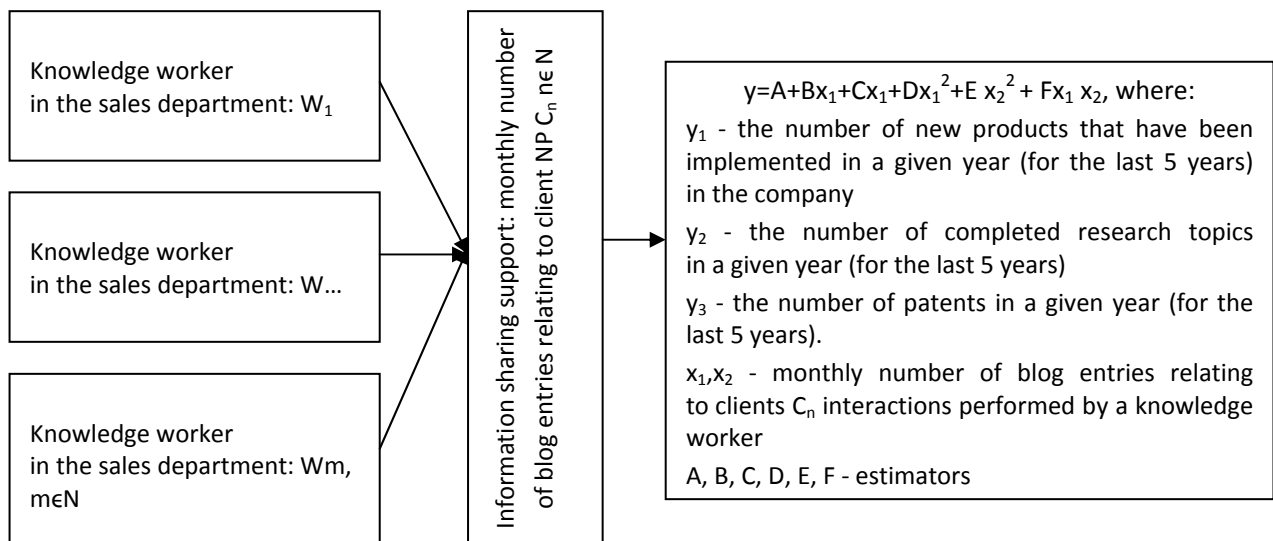 Knowledge worker
in the sales department: W₁
Knowledge worker
in the sales department: W...
Knowledge worker
in the sales department: Wm,
mєN
Information sharing support: monthly number
of blog entries relating to client NP Cₙ nє N
y=A+Bx₁+Cx₁+Dx₁²+E x₂² + Fx₁ x₂, where:
y₁ - the number of new products that have been
implemented in a given year (for the last 5 years)
in the company
y₂ - the number of completed research topics
in a given year (for the last 5 years)
y₃ - the number of patents in a given year (for the
last 5 years).
x₁,x₂ - monthly number of blog entries relating
to clients Cₙ interactions performed by a knowledge
worker
A, B, C, D, E, F - estimators